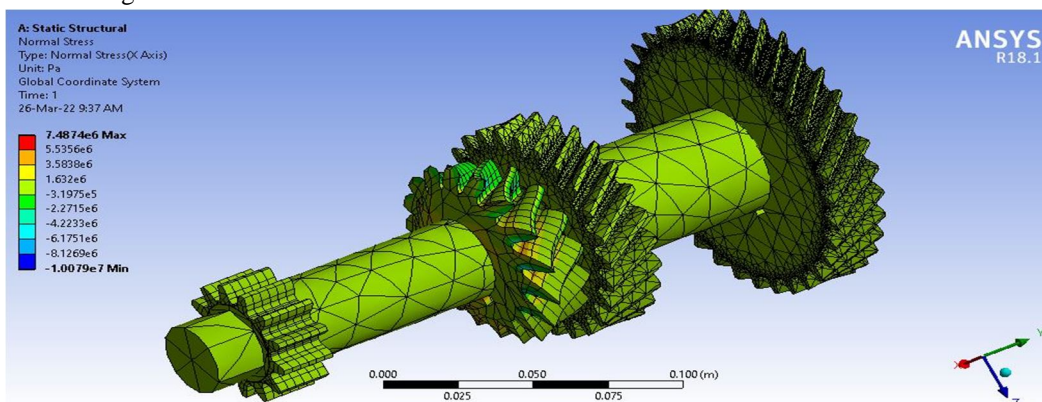 A: Static Structural
Normal Stress
Type: Normal Stress(X Axis)
Unit: Pa
Global Coordinate System
Time: 1
26-Mar-22 9:37 AM
7.4874e6 Max
5.5356e6
3.5838e6
1.632e6
-3.1975e5
-2.2715e6
-4.2233e6
-6.1751e6
-8.1269e6
-1.0079e7 Min
ANSYS
R18.1
0.000
0.050
0.100 (m)
0.025
0.075
X
Y
Z